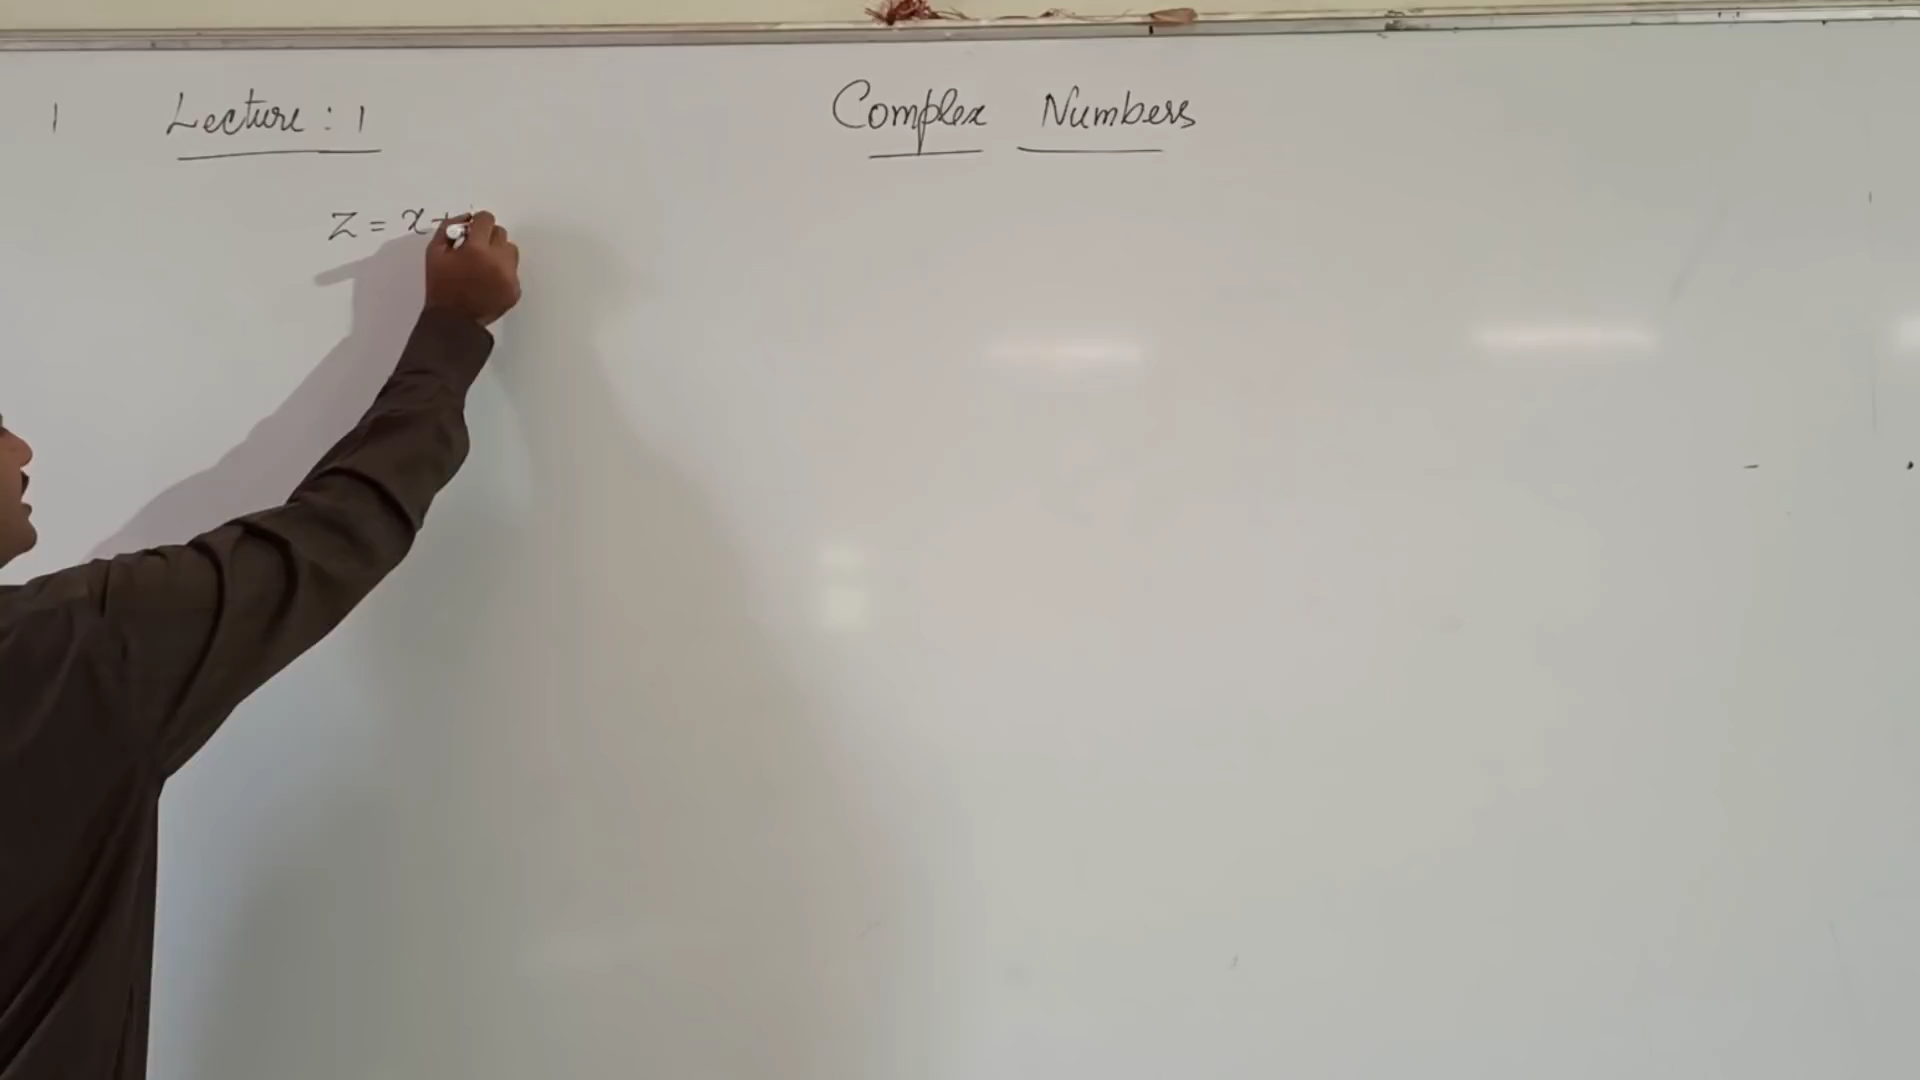 Lecture : 1 Complex Numbers
z = x +